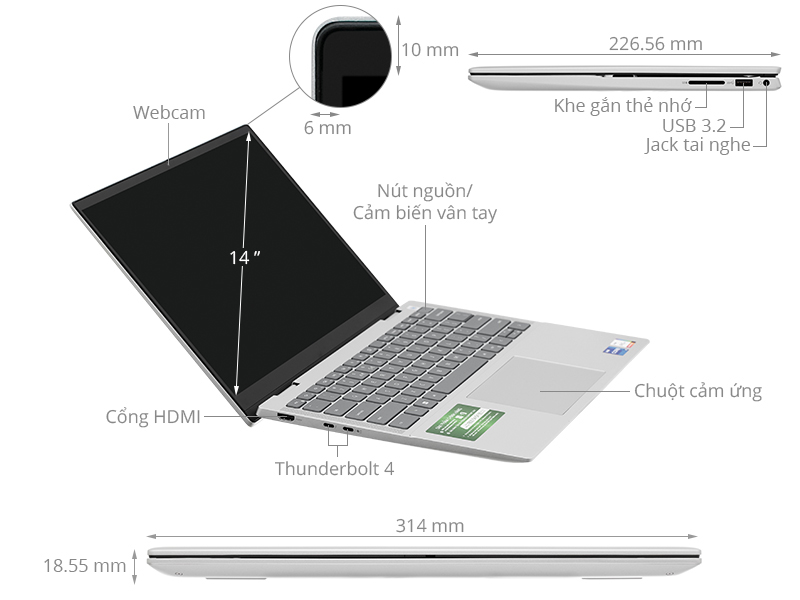 10 mm
6 mm
226.56 mm
Khe gắn thẻ nhớ
USB 3.2
Jack tai nghe
Webcam
Nút nguồn/
Cảm biến vân tay
14 ”
Chuột cảm ứng
Cổng HDMI
Thunderbolt 4
314 mm
18.55 mm